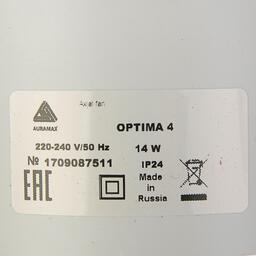 Axial fan
AURAMAX
OPTIMA 4
220-240 V/50 Hz 14 W
№ 1709087511 IP24
EAC Made in
Russia